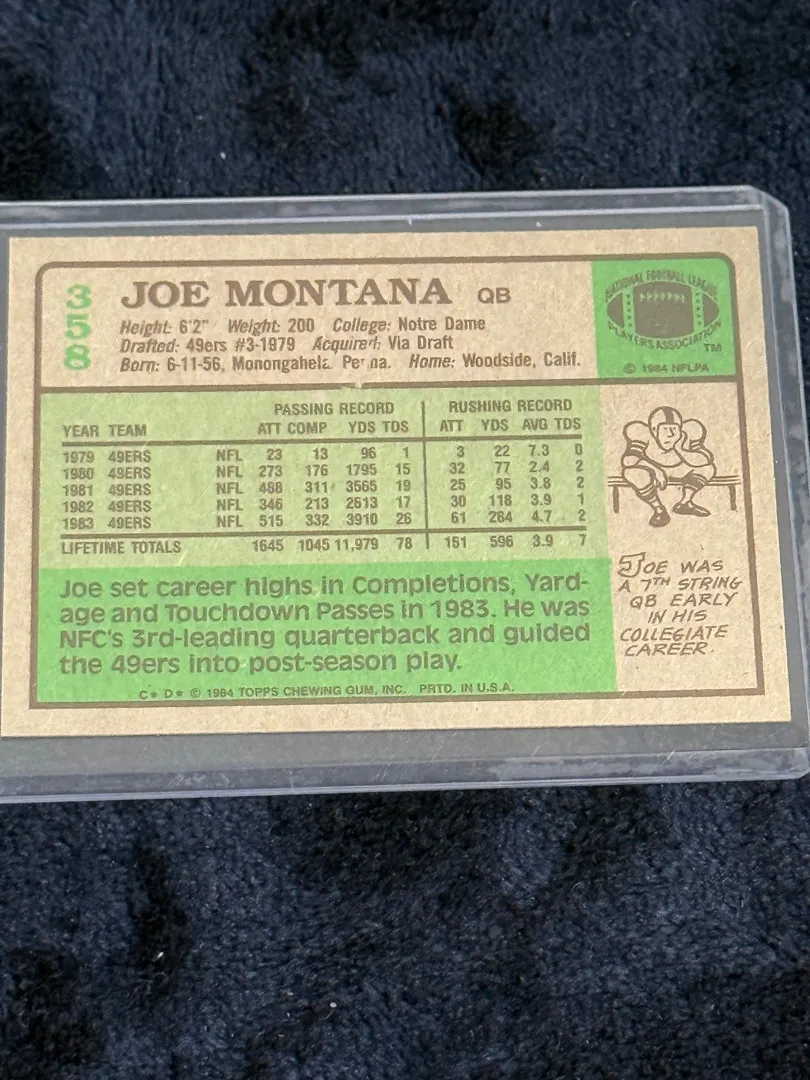 358
JOE MONTANA QB
Height: 6'2" Weight: 200 College: Notre Dame
Drafted: 49ers #3-1979 Acquired: Via Draft
Born: 6-11-56, Monongahela, Penna. Home: Woodside, Calif.
NATIONAL FOOTBALL LEAGUE
PLAYERS ASSOCIATION
TM
© 1984 NFLPA
PASSING RECORD RUSHING RECORD
YEAR TEAM ATT COMP YDS TDS ATT YDS AVG TDS
1979 49ERS NFL 23 13 96 1 3 22 7.3 0
1980 49ERS NFL 273 176 1795 15 32 77 2.4 2
1981 49ERS NFL 488 311 3565 19 25 95 3.8 2
1982 49ERS NFL 346 213 2613 17 30 118 3.9 1
1983 49ERS NFL 515 332 3910 26 61 284 4.7 2
LIFETIME TOTALS 1645 1045 11,979 78 151 596 3.9 7
Joe set career highs in Completions, Yard-
age and Touchdown Passes in 1983. He was
NFC's 3rd-leading quarterback and guided
the 49ers into post-season play.
C* D* © 1984 TOPPS CHEWING GUM, INC. PRTD. IN U.S.A.
JOE WAS
A 7TH STRING
QB EARLY
IN HIS
COLLEGIATE
CAREER.